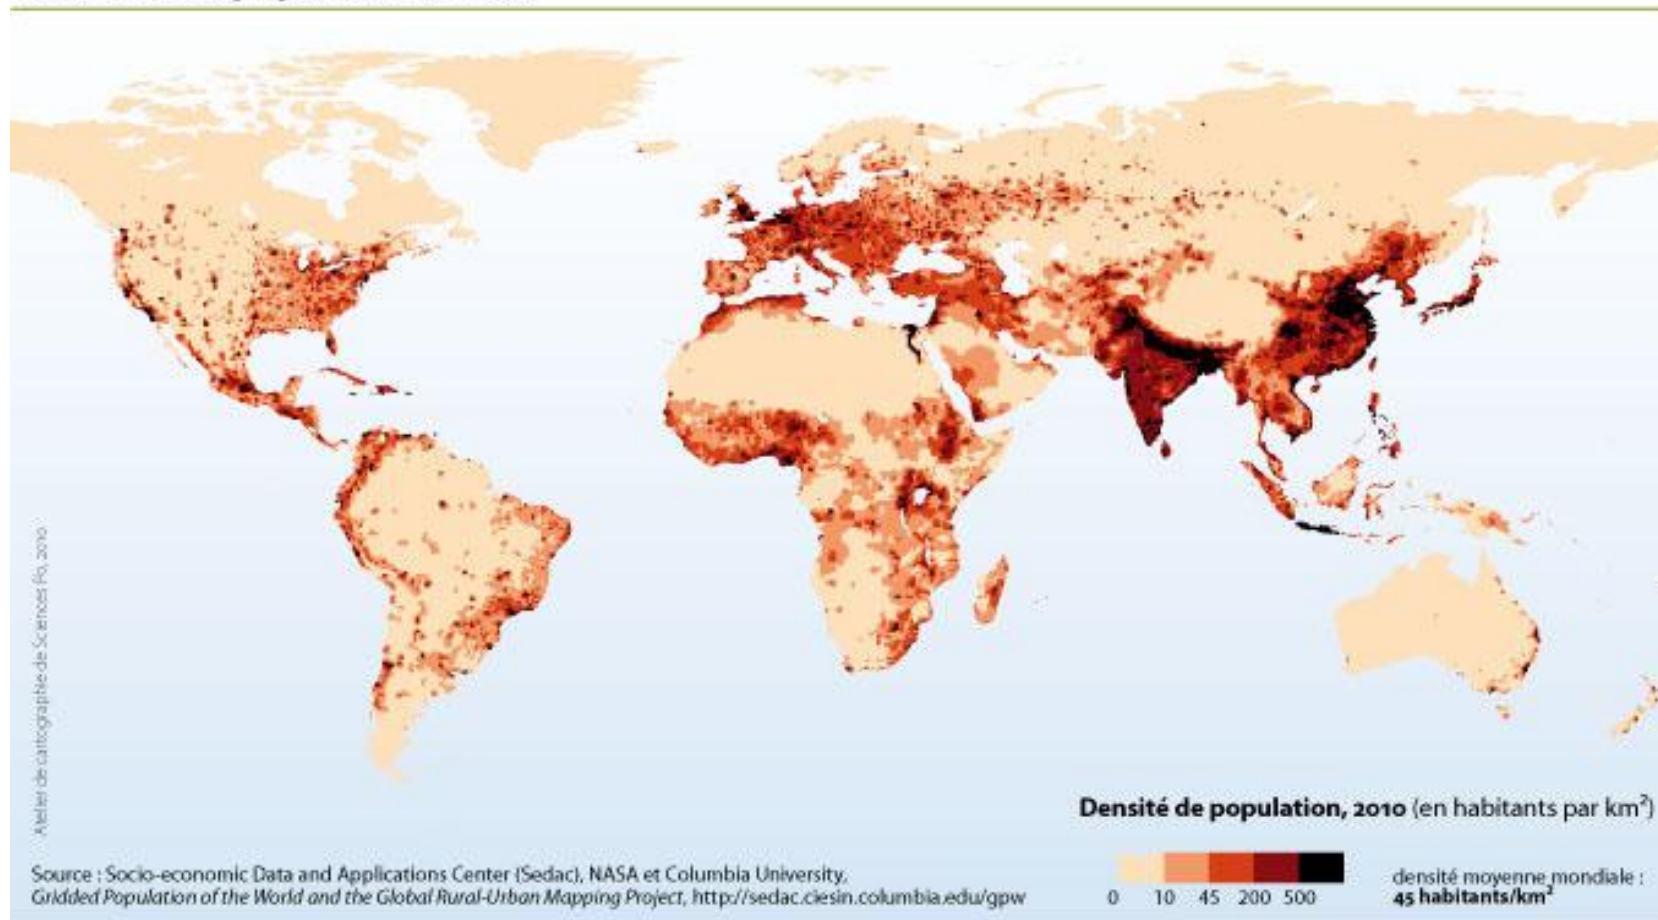 Atelier de cartographie de Sciences Po, 2010
Densité de population, 2010 (en habitants par km²)
0 10 45 200 500
densité moyenne mondiale :
45 habitants/km²
Source : Socio-economic Data and Applications Center (Sedac), NASA et Columbia University,
Gridded Population of the World and the Global Rural-Urban Mapping Project, http://sedac.ciesin.columbia.edu/gpw